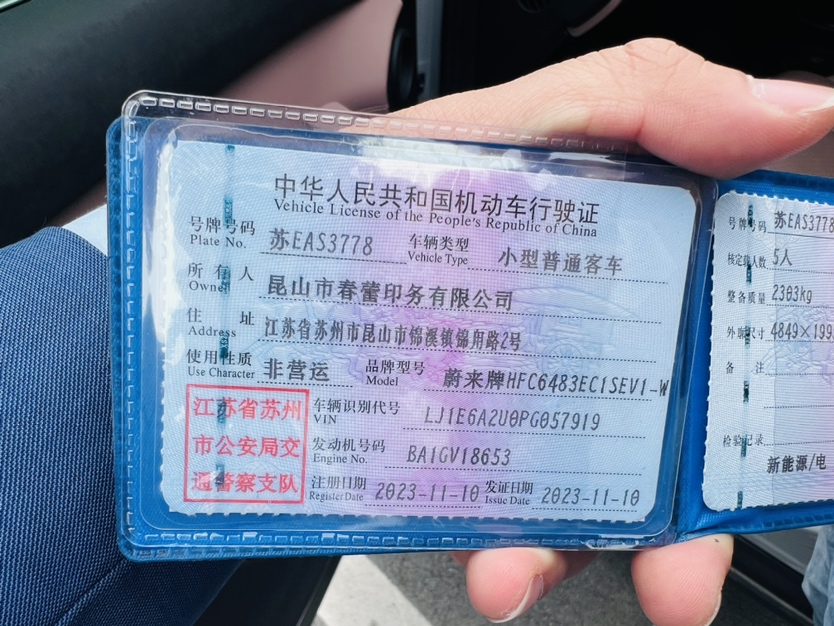 中华人民共和国机动车行驶证
Vehicle License of the People's Republic of China
号牌号码 苏EAS3778 车辆类型 小型普通客车
Plate No. Vehicle Type
所有人 昆山市春蕾印务有限公司
Owner
住址 江苏省苏州市昆山市锦溪镇锦甪路2号
Address
使用性质 非营运 品牌型号 蔚来牌HFC6483ECISEV1-W
Use Character Model
江苏省苏州
市公安局交
通警察支队
车辆识别代号 LJ1E6A2U0PG057919
VIN
发动机号码 BA1GV18653
Engine No.
注册日期 2023-11-10 发证日期 2023-11-10
Register Date Issue Date
号牌号码 苏EAS3778
核定载人数 5人
整备质量 2303kg
外廓尺寸 4849×199
备注
检验记录
新能源/电